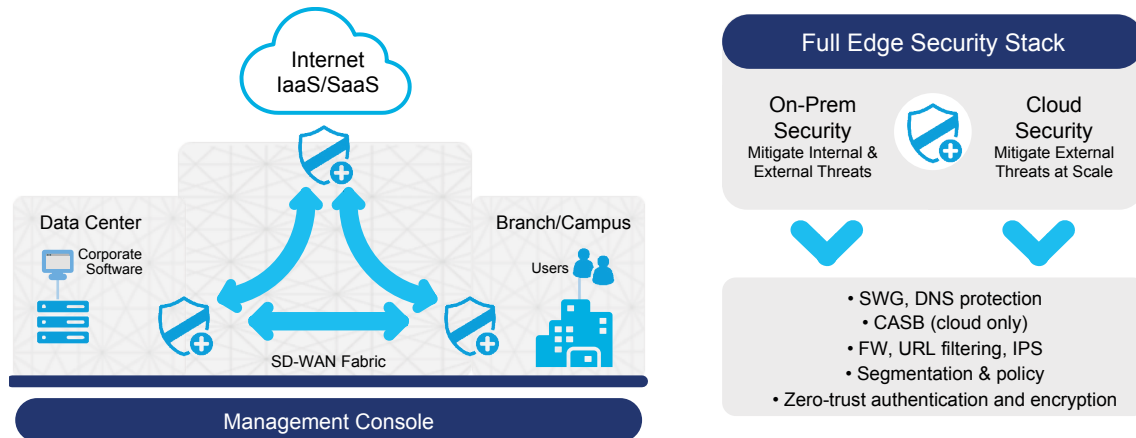 Internet
IaaS/SaaS
Data Center
Corporate
Software
Branch/Campus
Users
SD-WAN Fabric
Management Console
Full Edge Security Stack
On-Prem
Security
Mitigate Internal &
External Threats
Cloud
Security
Mitigate External
Threats at Scale
• SWG, DNS protection
• CASB (cloud only)
• FW, URL filtering, IPS
• Segmentation & policy
• Zero-trust authentication and encryption